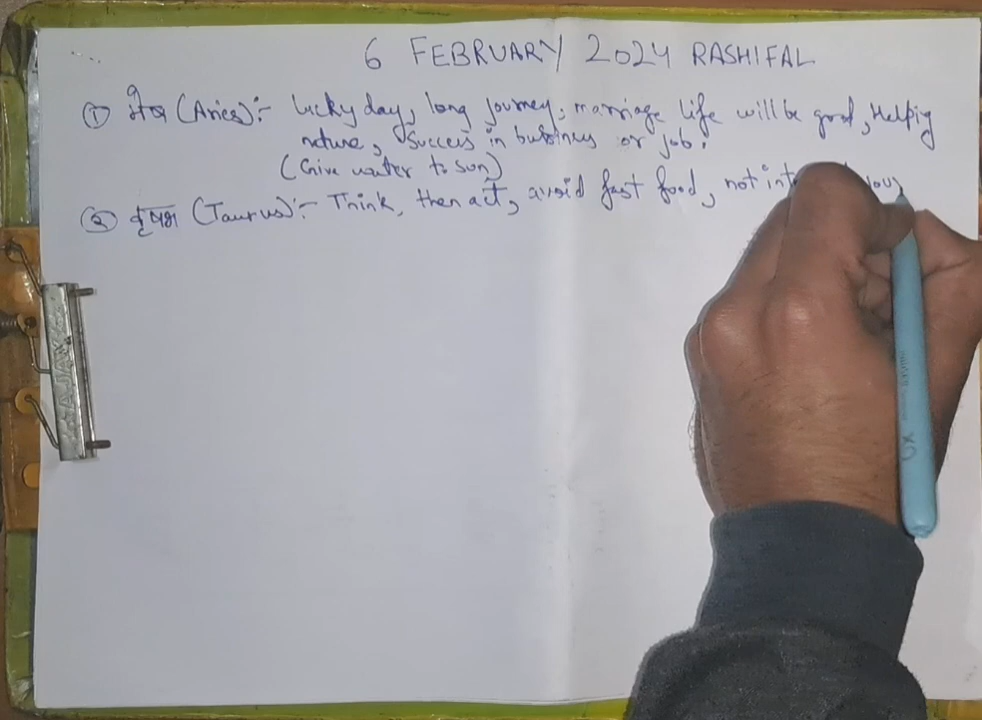 6 FEBRUARY 2024 RASHIFAL
① मेष (Aries):- Lucky day, long journey, marriage life will be good, Helping
nature, Success in business or job.
(Give water to sun)
② वृषभ (Taurus):- Think, then act, avoid fast food, not
AJAY